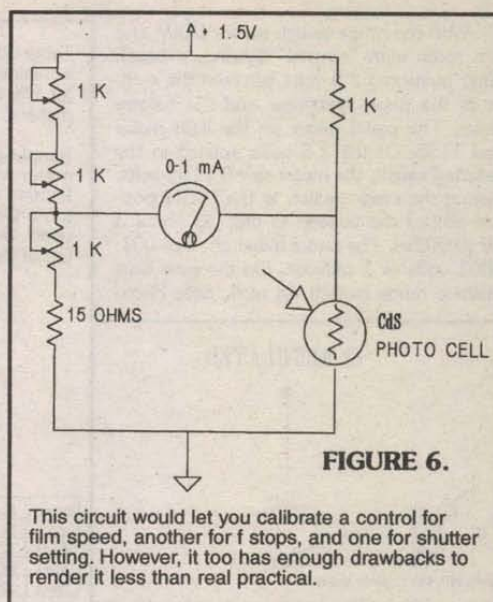 + 1.5V
1 K
K
1 K
0-1 mA
1 K
15 OHMS
CdS
PHOTO CELL
FIGURE 6.
This circuit would let you calibrate a control for
film speed, another for f stops, and one for shutter
setting. However, it too has enough drawbacks to
render it less than real practical.